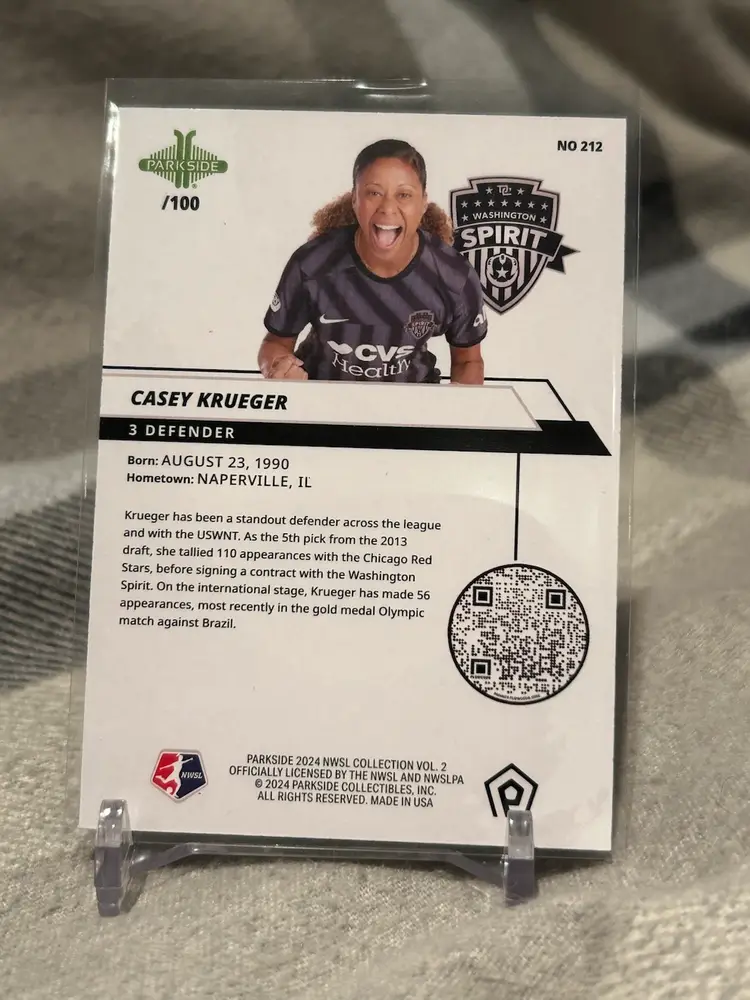 PARKSIDE
/100
NO 212
DC
WASHINGTON
SPIRIT
SPIRIT
CVS
Health
CASEY KRUEGER
3 DEFENDER
Born: AUGUST 23, 1990
Hometown: NAPERVILLE, IL
Krueger has been a standout defender across the league
and with the USWNT. As the 5th pick from the 2013
draft, she tallied 110 appearances with the Chicago Red
Stars, before signing a contract with the Washington
Spirit. On the international stage, Krueger has made 56
appearances, most recently in the gold medal Olympic
match against Brazil.
NWSL
PARKSIDE 2024 NWSL COLLECTION VOL. 2
OFFICIALLY LICENSED BY THE NWSL AND NWSLPA
© 2024 PARKSIDE COLLECTIBLES, INC.
ALL RIGHTS RESERVED. MADE IN USA